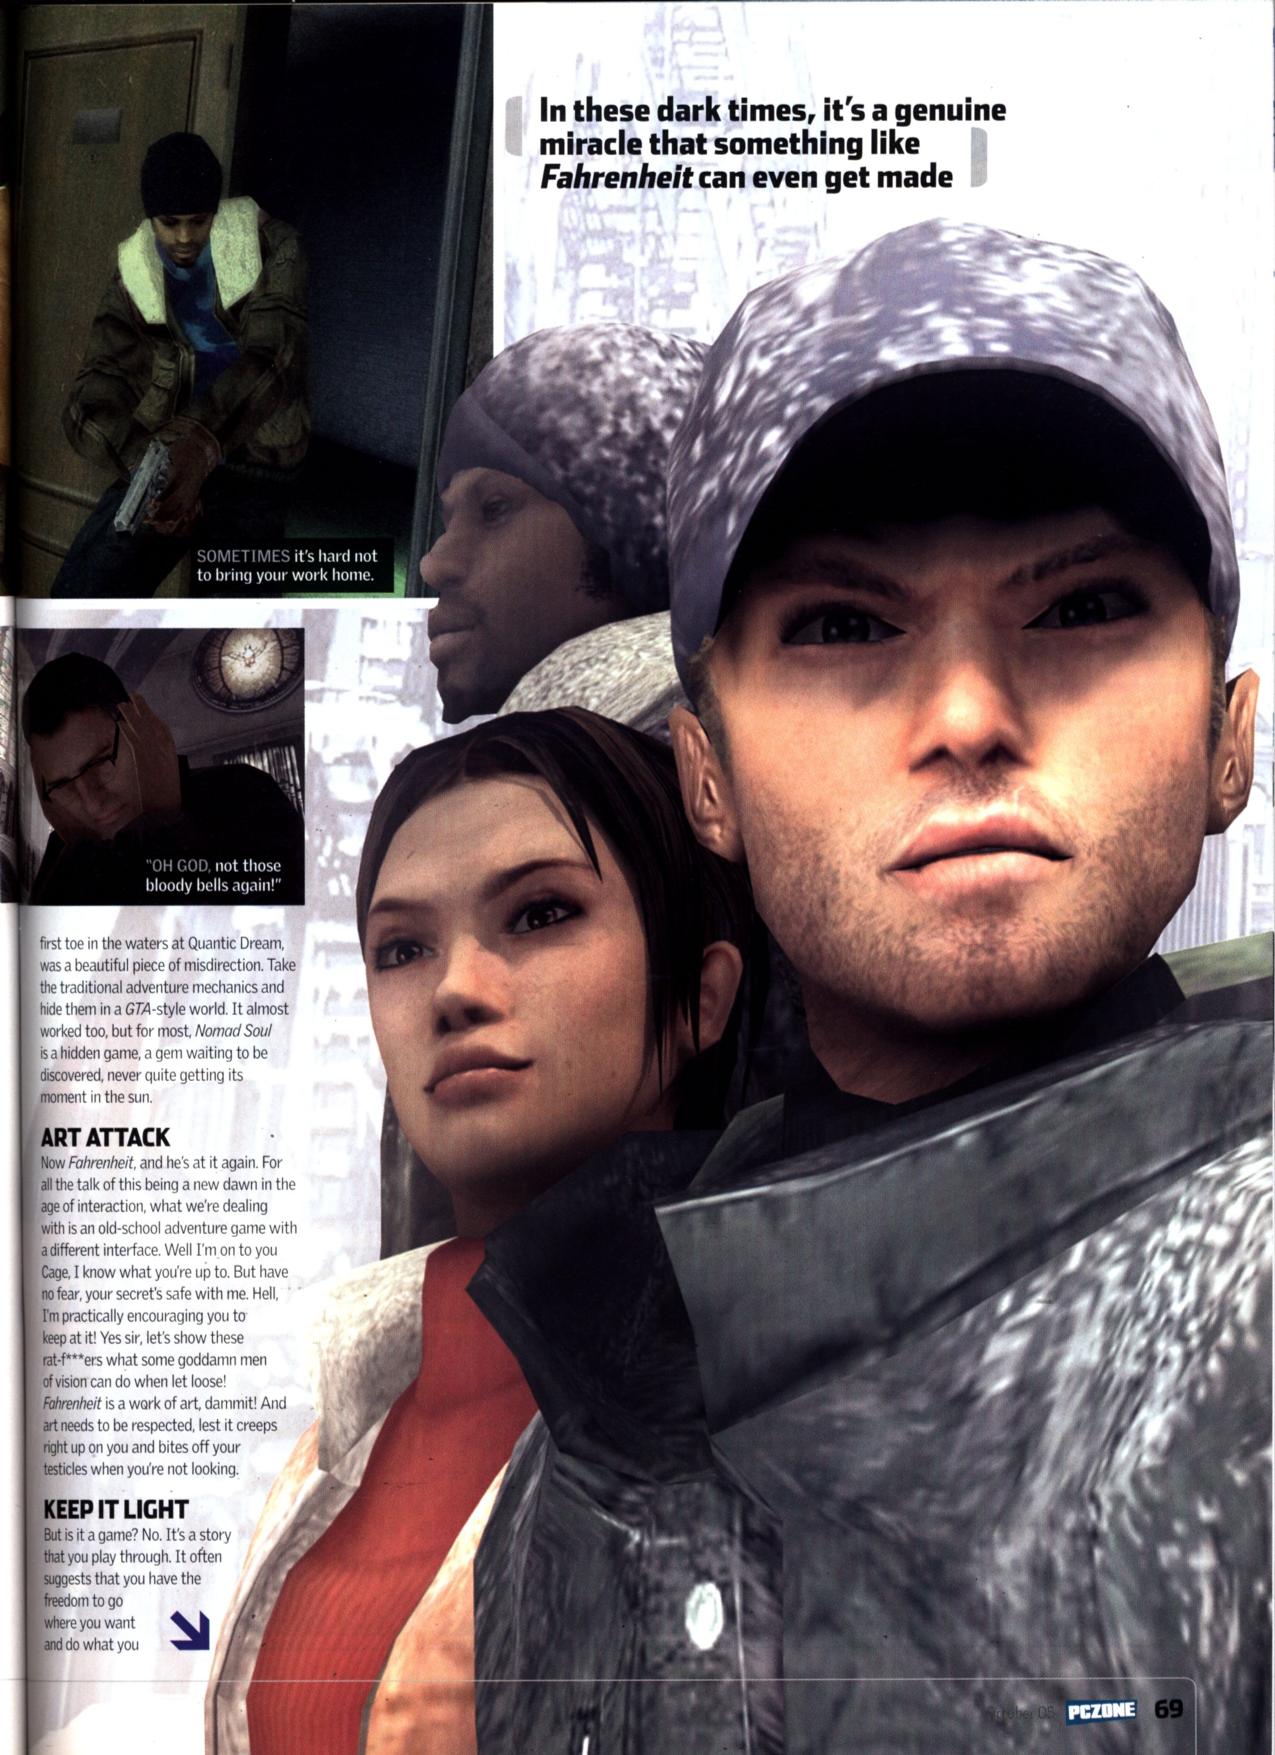 In these dark times, it's a genuine
miracle that something like
Fahrenheit can even get made
SOMETIMES it's hard not
to bring your work home.
"OH GOD, not those
bloody bells again!"
first toe in the waters at Quantic Dream,
was a beautiful piece of misdirection. Take
the traditional adventure mechanics and
hide them in a GTA-style world. It almost
worked too, but for most, Nomad Soul
is a hidden game, a gem waiting to be
discovered, never quite getting its
moment in the sun.
ART ATTACK
Now Fahrenheit, and he's at it again. For
all the talk of this being a new dawn in the
age of interaction, what we're dealing
with is an old-school adventure game with
a different interface. Well I'm on to you
Cage, I know what you're up to. But have
no fear, your secret's safe with me. Hell,
I'm practically encouraging you to
keep at it! Yes sir, let's show these
rat-f***ers what some goddamn men
of vision can do when let loose!
Fahrenheit is a work of art, dammit! And
art needs to be respected, lest it creeps
right up on you and bites off your
testicles when you're not looking.
KEEP IT LIGHT
But is it a game? No. It's a story
that you play through. It often
suggests that you have the
freedom to go
where you want
and do what you
05 PCZONE 69